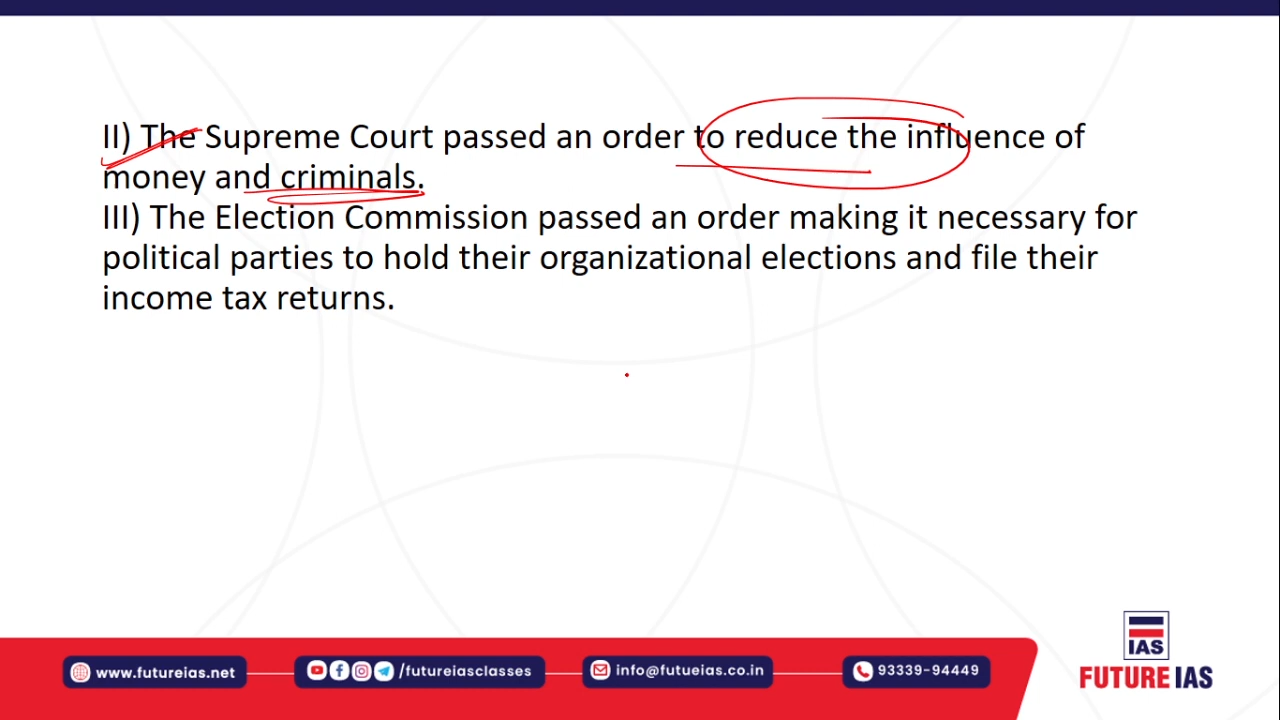 II) The Supreme Court passed an order to reduce the influence of
money and criminals.
III) The Election Commission passed an order making it necessary for
political parties to hold their organizational elections and file their
income tax returns.
IAS
FUTURE IAS
www.futureias.net
/futureiasclasses
info@futueias.co.in
93339-94449